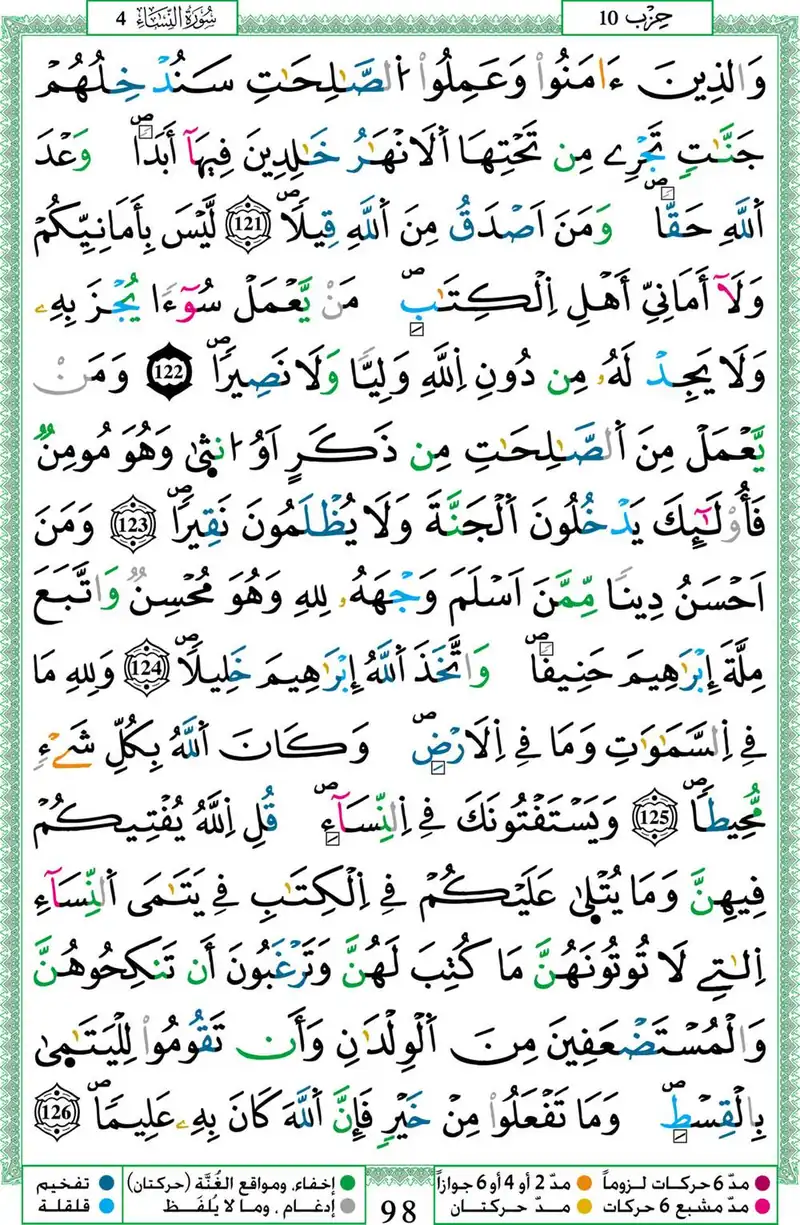 سُورَةُ النِّسَاءِ 4
حِزْب 10
وَالذِينَ ءَامَنُواْ وَعَمِلُواْ اُ۬لصَّٰلِحَٰتِ سَنُدْخِلُهُمْ
جَنَّٰتٖ تَجْرِے مِن تَحْتِهَا اَ۬لَانْهَٰرُ خَٰلِدِينَ فِيهَآ أَبَداٗۖ وَعْدَ
اَ۬للَّهِ حَقّاٗۖ وَمَنَ اَصْدَقُ مِنَ اَ۬للَّهِ قِيلاٗۖ 121 لَّيْسَ بِأَمَانِيِّكُمْ
وَلَآ أَمَانِيِّ أَهْلِ اِ۬لْكِتَٰبِۖ مَنْ يَّعْمَلْ سُوٓءاٗ يُجْزَ بِهِۦ
وَلَا يَجِدْ لَهُۥ مِن دُونِ اِ۬للَّهِ وَلِيّاٗ وَلَا نَصِيراٗۖ 122 وَمَنْ
يَّعْمَلْ مِنَ اَ۬لصَّٰلِحَٰتِ مِن ذَكَرٍ اَوُ ا۟نث۪يٰ وَهُوَ مُومِنٞ
فَأُوْلَٰٓئِكَ يَدْخُلُونَ اَ۬لْجَنَّةَ وَلَا يُظْلَمُونَ نَقِيراٗۖ 123 وَمَنَ
اَحْسَنُ دِيناٗ مِّمَّنَ اَسْلَمَ وَجْهَهُۥ لِلهِ وَهُوَ مُحْسِنٞ وَاتَّبَعَ
مِلَّةَ إِبْرَٰهِيمَ حَنِيفاٗۖ وَاتَّخَذَ اَ۬للَّهُ إِبْرَٰهِيمَ خَلِيلاٗۖ 124 وَلِلهِ مَا
فِے اِ۬لسَّمَٰوَٰتِ وَمَا فِے اِ۬لَارْضِۖ وَكَانَ اَ۬للَّهُ بِكُلِّ شَےْءٖ
مُّحِيطاٗۖ 125 وَيَسْتَفْتُونَكَ فِے اِ۬لنِّسَآءِۖ قُلِ اِ۬للَّهُ يُفْتِيكُمْ
فِيهِنَّ وَمَا يُتْل۪يٰ عَلَيْكُمْ فِے اِ۬لْكِتَٰبِ فِے يَتَٰمَى اَ۬لنِّسَآءِ
اِ۬لٰتِے لَا تُوتُونَهُنَّ مَا كُتِبَ لَهُنَّ وَتَرْغَبُونَ أَن تَنكِحُوهُنَّ
وَالْمُسْتَضْعَفِينَ مِنَ اَ۬لْوِلْدَٰنِ وَأَن تَقُومُواْ لِلْيَتَٰم۪يٰ
بِالْقِسْطِۖ وَمَا تَفْعَلُواْ مِنْ خَيْرٖ فَإِنَّ اَ۬للَّهَ كَانَ بِهِۦ عَلِيماٗۖ 126
مدّ 6 حركات لزوماً مدّ 2 أو 4 أو 6 جوازاً إخفاء، ومواقع الغُنَّة (حركتان) تفخيم
مدّ مشبع 6 حركات مـدّ حركتـان إدغام ، وما لا يُلفَـظ قلقلة
98